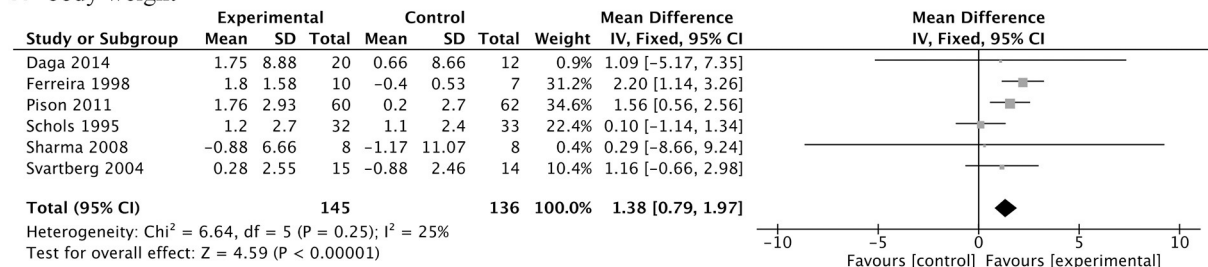 body weight
Experimental Control Mean Difference Mean Difference
Study or Subgroup Mean SD Total Mean SD Total Weight IV, Fixed, 95% CI IV, Fixed, 95% CI
Daga 2014 1.75 8.88 20 0.66 8.66 12 0.9% 1.09 [−5.17, 7.35]
Ferreira 1998 1.8 1.58 10 −0.4 0.53 7 31.2% 2.20 [1.14, 3.26]
Pison 2011 1.76 2.93 60 0.2 2.7 62 34.6% 1.56 [0.56, 2.56]
Schols 1995 1.2 2.7 32 1.1 2.4 33 22.4% 0.10 [−1.14, 1.34]
Sharma 2008 −0.88 6.66 8 −1.17 11.07 8 0.4% 0.29 [−8.66, 9.24]
Svartberg 2004 0.28 2.55 15 −0.88 2.46 14 10.4% 1.16 [−0.66, 2.98]
Total (95% CI) 145 136 100.0% 1.38 [0.79, 1.97]
Heterogeneity: Chi² = 6.64, df = 5 (P = 0.25); I² = 25%
Test for overall effect: Z = 4.59 (P < 0.00001)
−10 −5 0 5 10
Favours [control] Favours [experimental]